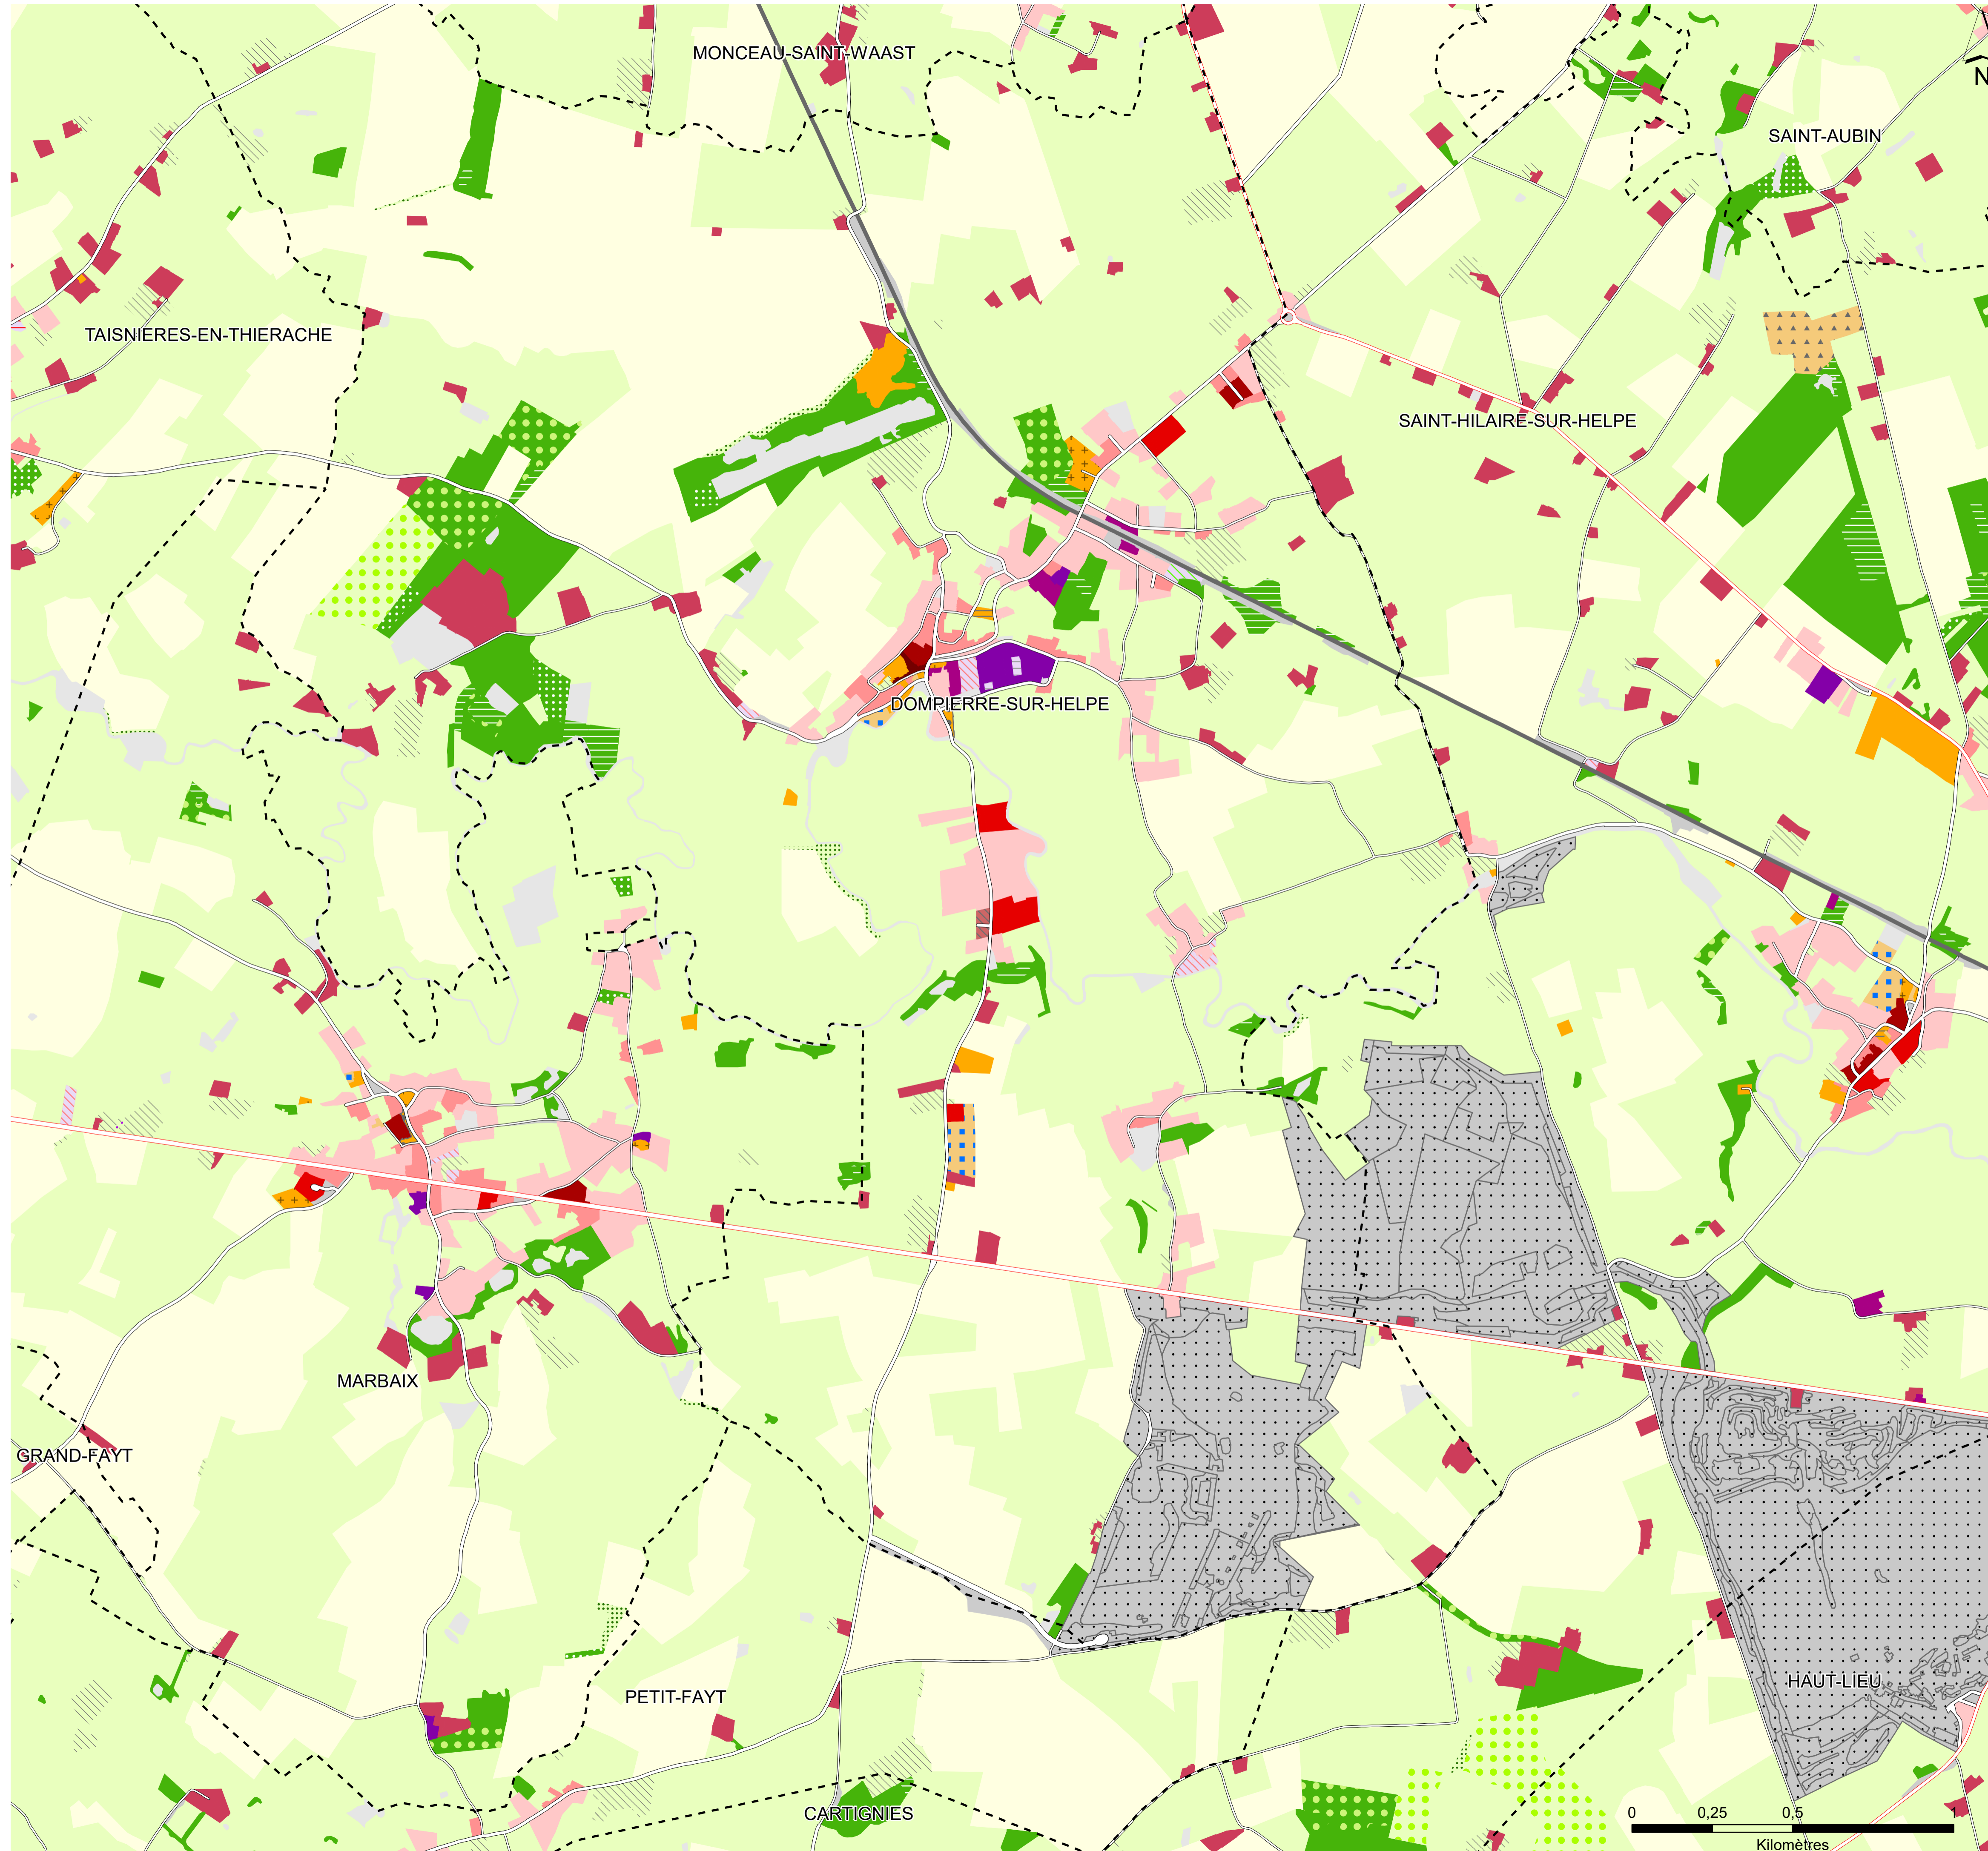 MONCEAU-SAINT-WAAST
N
SAINT-AUBIN
TAISNIERES-EN-THIERACHE
SAINT-HILAIRE-SUR-HELPE
DOMPIERRE-SUR-HELPE
MARBAIX
GRAND-FAYT
HAUT-LIEU
PETIT-FAYT
CARTIGNIES
0 0,25 0,5 1
Kilomètres